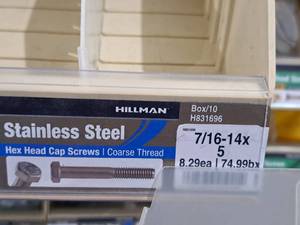 HILLMAN
Box/10
H831696
Stainless Steel
Hex Head Cap Screws | Coarse Thread
7/16-14x
5
8.29ea | 74.99bx